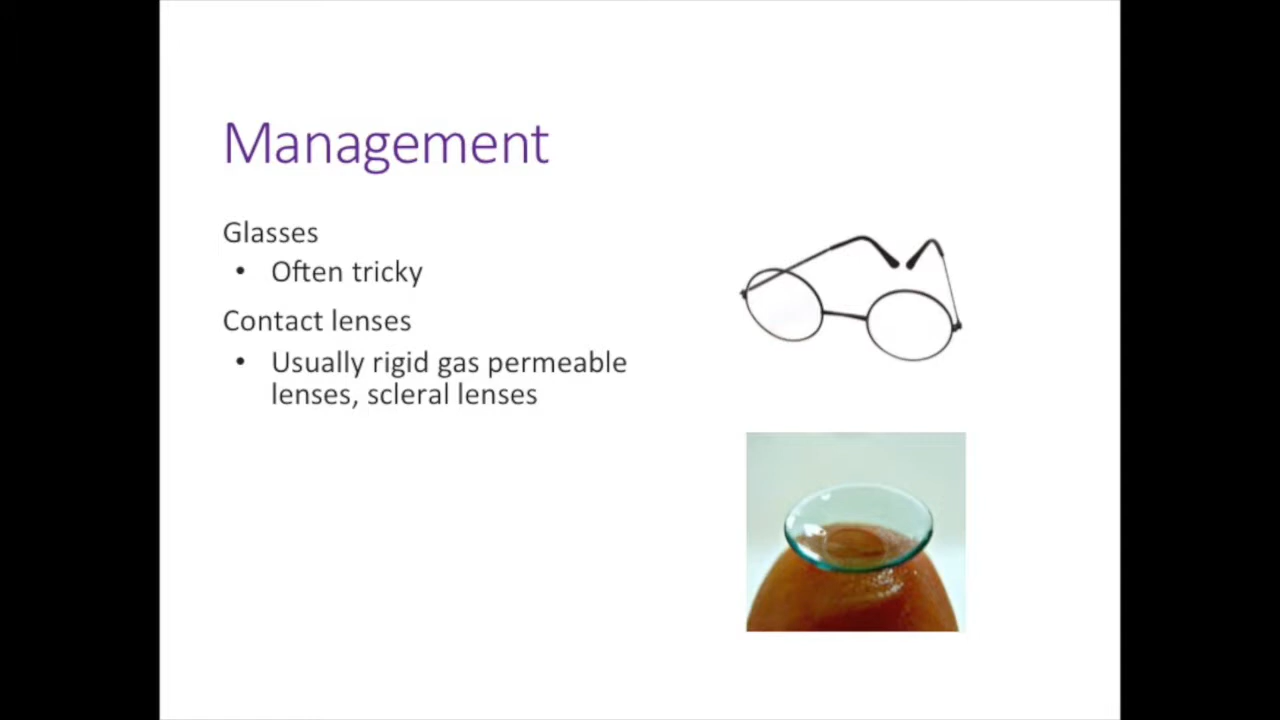 Management
Glasses
• Often tricky
Contact lenses
• Usually rigid gas permeable
lenses, scleral lenses